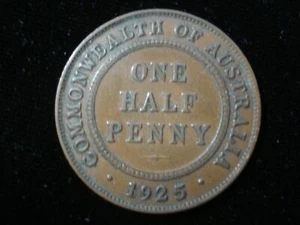 COMMONWEALTH OF AUSTRALIA
ONE
HALF
PENNY
1925